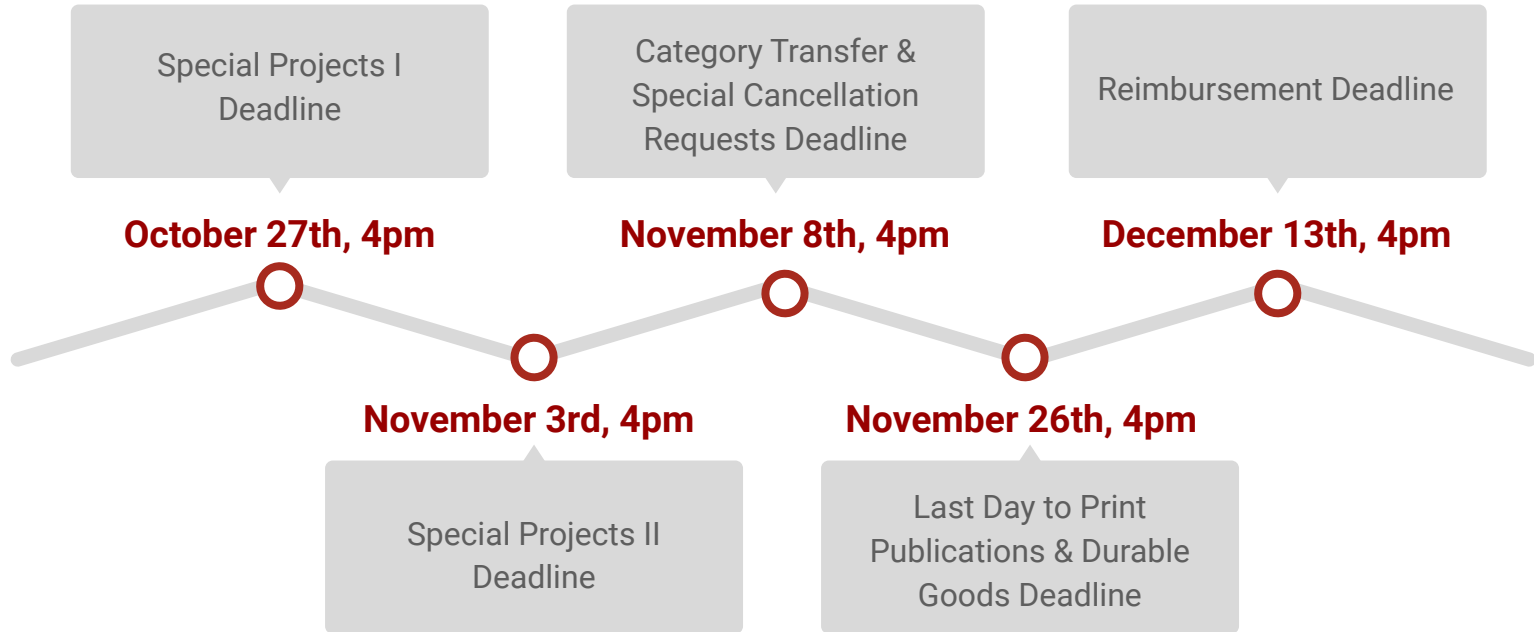 Special Projects I
Deadline
October 27th, 4pm
November 3rd, 4pm
Special Projects II
Deadline
Category Transfer &
Special Cancellation
Requests Deadline
November 8th, 4pm
November 26th, 4pm
Last Day to Print
Publications & Durable
Goods Deadline
Reimbursement Deadline
December 13th, 4pm